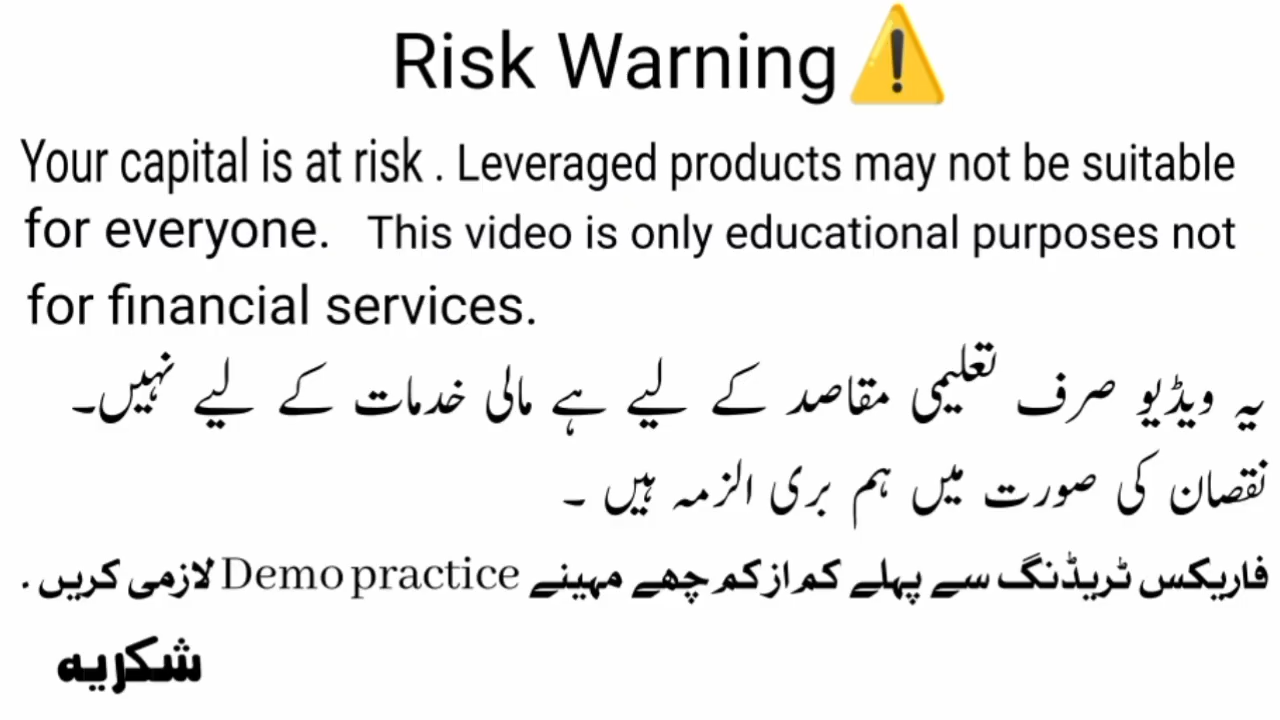 Risk Warning⚠️
Your capital is at risk . Leveraged products may not be suitable
for everyone. This video is only educational purposes not
for financial services.
یہ ویڈیو صرف تعلیمی مقاصد کے لیے ہے مالی خدمات کے لیے نہیں۔
نقصان کی صورت میں ہم بری الزمہ ہیں ۔
فاریکس ٹریڈنگ سے پہلے کم از کم چھے مہینے Demo practice لازمی کریں .
شکریہ